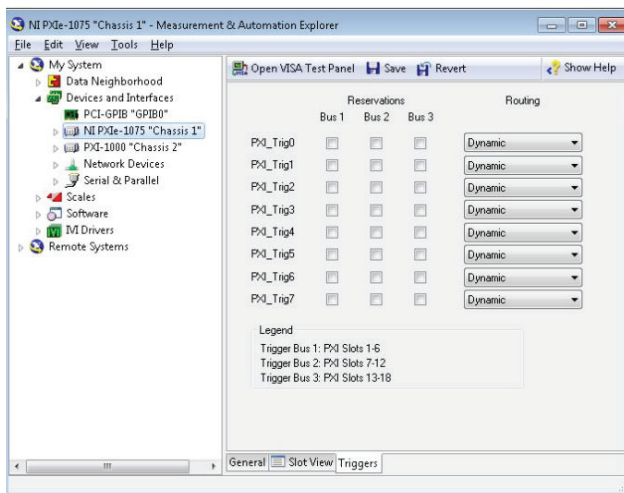 NI PXIe-1075 "Chassis 1" - Measurement & Automation Explorer
File Edit View Tools Help
My System
Data Neighborhood
Devices and Interfaces
PCI-GPIB "GPIB0"
NI PXIe-1075 "Chassis 1"
PXI-1000 "Chassis 2"
Network Devices
Serial & Parallel
Scales
Software
IVI Drivers
Remote Systems
Open VISA Test Panel Save Revert Show Help
Reservations Routing
Bus 1 Bus 2 Bus 3
PXI_Trig0 Dynamic
PXI_Trig1 Dynamic
PXI_Trig2 Dynamic
PXI_Trig3 Dynamic
PXI_Trig4 Dynamic
PXI_Trig5 Dynamic
PXI_Trig6 Dynamic
PXI_Trig7 Dynamic
Legend
Trigger Bus 1: PXI Slots 1-6
Trigger Bus 2: PXI Slots 7-12
Trigger Bus 3: PXI Slots 13-18
General Slot View Triggers